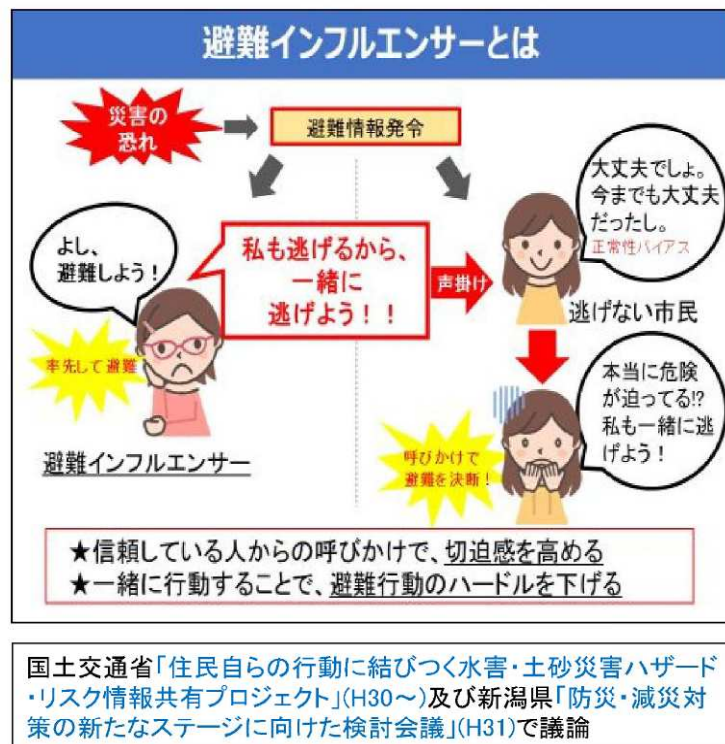 避難インフルエンサーとは
災害の
恐れ
避難情報発令
よし、
避難しよう！
私も逃げるから、
一緒に
逃げよう！！
声掛け
大丈夫でしょ。
今までも大丈夫
だったし。
正常性バイアス
逃げない市民
率先して避難
避難インフルエンサー
本当に危険
が迫ってる!?
私も一緒に逃
げよう！
呼びかけで
避難を決断！
★信頼している人からの呼びかけで、切迫感を高める
★一緒に行動することで、避難行動のハードルを下げる
国土交通省「住民自らの行動に結びつく水害・土砂災害ハザード
・リスク情報共有プロジェクト」(H30～)及び新潟県「防災・減災対
策の新たなステージに向けた検討会議」(H31)で議論